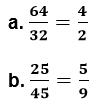 a. 64/32 = 4/2
b. 25/45 = 5/9